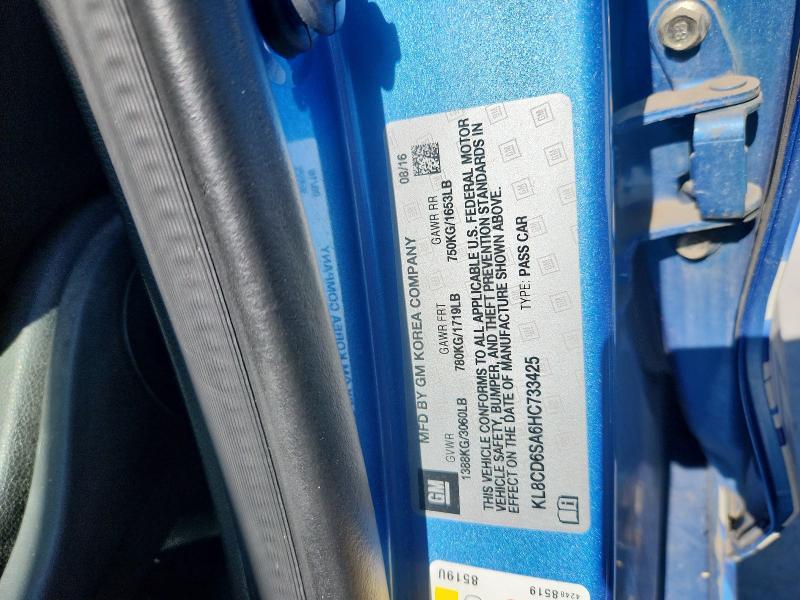 MFD BY GM KOREA COMPANY 08/16
GVWR GAWR FRT GAWR RR
1388KG/3060LB 780KG/1719LB 750KG/1653LB
THIS VEHICLE CONFORMS TO ALL APPLICABLE U.S. FEDERAL MOTOR
VEHICLE SAFETY, BUMPER, AND THEFT PREVENTION STANDARDS IN
EFFECT ON THE DATE OF MANUFACTURE SHOWN ABOVE.
KL8CD6SA6HC733425 TYPE: PASS CAR
GM
8519U
42488519